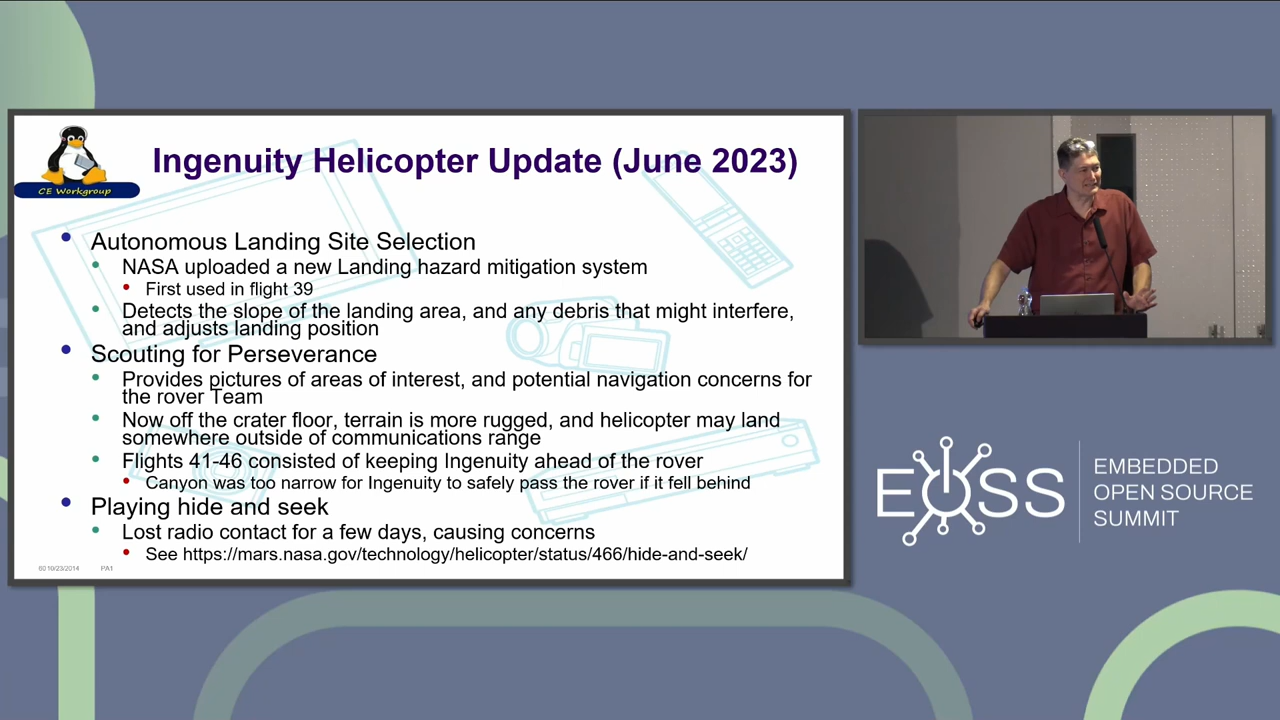 CE Workgroup
Ingenuity Helicopter Update (June 2023)
Autonomous Landing Site Selection
NASA uploaded a new Landing hazard mitigation system
First used in flight 39
Detects the slope of the landing area, and any debris that might interfere,
and adjusts landing position
Scouting for Perseverance
Provides pictures of areas of interest, and potential navigation concerns for
the rover Team
Now off the crater floor, terrain is more rugged, and helicopter may land
somewhere outside of communications range
Flights 41-46 consisted of keeping Ingenuity ahead of the rover
Canyon was too narrow for Ingenuity to safely pass the rover if it fell behind
Playing hide and seek
Lost radio contact for a few days, causing concerns
See https://mars.nasa.gov/technology/helicopter/status/466/hide-and-seek/
60 10/23/2014 PA1
EOSS
EMBEDDED
OPEN SOURCE
SUMMIT